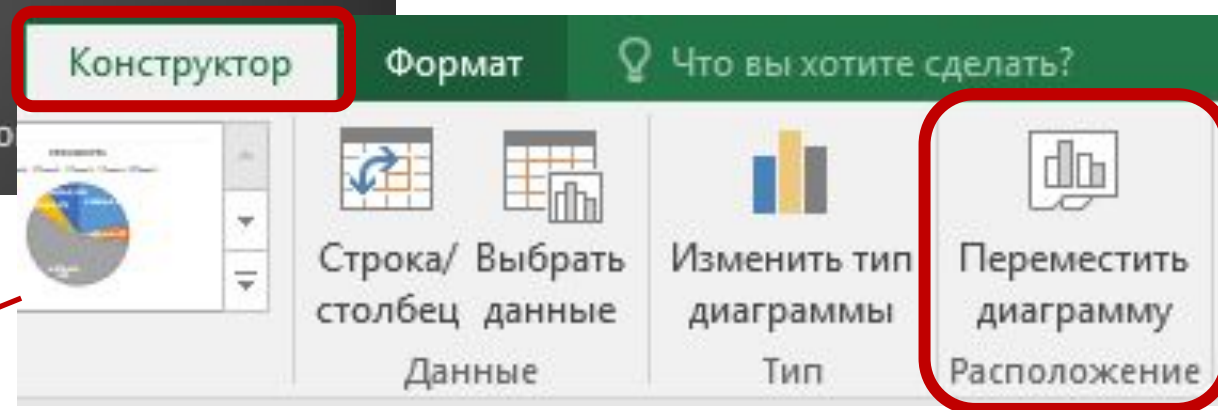 Конструктор Формат Что вы хотите сделать?
Строка/ столбец
Выбрать данные
Изменить тип диаграммы
Переместить диаграмму
Данные Тип Расположение